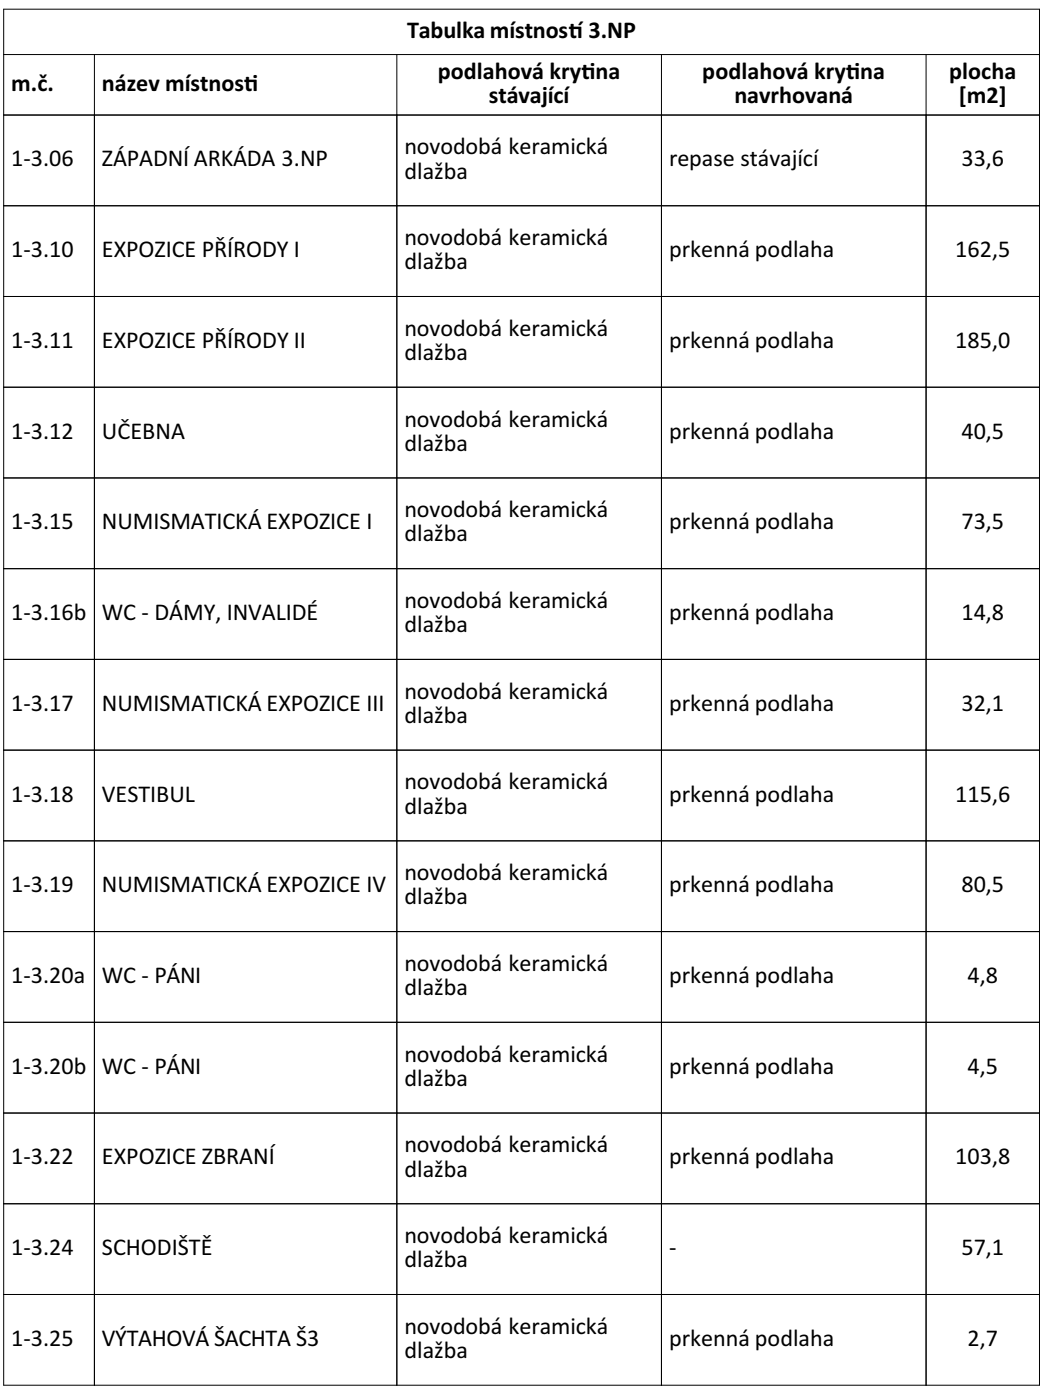 Tabulka místností 3.NP
m.č. název místnosti podlahová krytina stávající podlahová krytina navrhovaná plocha [m2]
1-3.06 ZÁPADNÍ ARKÁDA 3.NP novodobá keramická dlažba repase stávající 33,6
1-3.10 EXPOZICE PŘÍRODY I novodobá keramická dlažba prkenná podlaha 162,5
1-3.11 EXPOZICE PŘÍRODY II novodobá keramická dlažba prkenná podlaha 185,0
1-3.12 UČEBNA novodobá keramická dlažba prkenná podlaha 40,5
1-3.15 NUMISMATICKÁ EXPOZICE I novodobá keramická dlažba prkenná podlaha 73,5
1-3.16b WC - DÁMY, INVALIDÉ novodobá keramická dlažba prkenná podlaha 14,8
1-3.17 NUMISMATICKÁ EXPOZICE III novodobá keramická dlažba prkenná podlaha 32,1
1-3.18 VESTIBUL novodobá keramická dlažba prkenná podlaha 115,6
1-3.19 NUMISMATICKÁ EXPOZICE IV novodobá keramická dlažba prkenná podlaha 80,5
1-3.20a WC - PÁNI novodobá keramická dlažba prkenná podlaha 4,8
1-3.20b WC - PÁNI novodobá keramická dlažba prkenná podlaha 4,5
1-3.22 EXPOZICE ZBRANÍ novodobá keramická dlažba prkenná podlaha 103,8
1-3.24 SCHODIŠTĚ novodobá keramická dlažba - 57,1
1-3.25 VÝTAHOVÁ ŠACHTA Š3 novodobá keramická dlažba prkenná podlaha 2,7